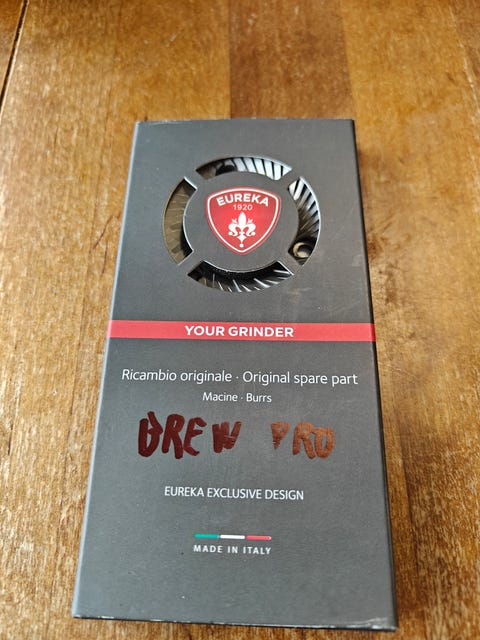 EUREKA
1920
YOUR GRINDER
Ricambio originale · Original spare part
Macine · Burrs
BREW PRO
EUREKA EXCLUSIVE DESIGN
MADE IN ITALY